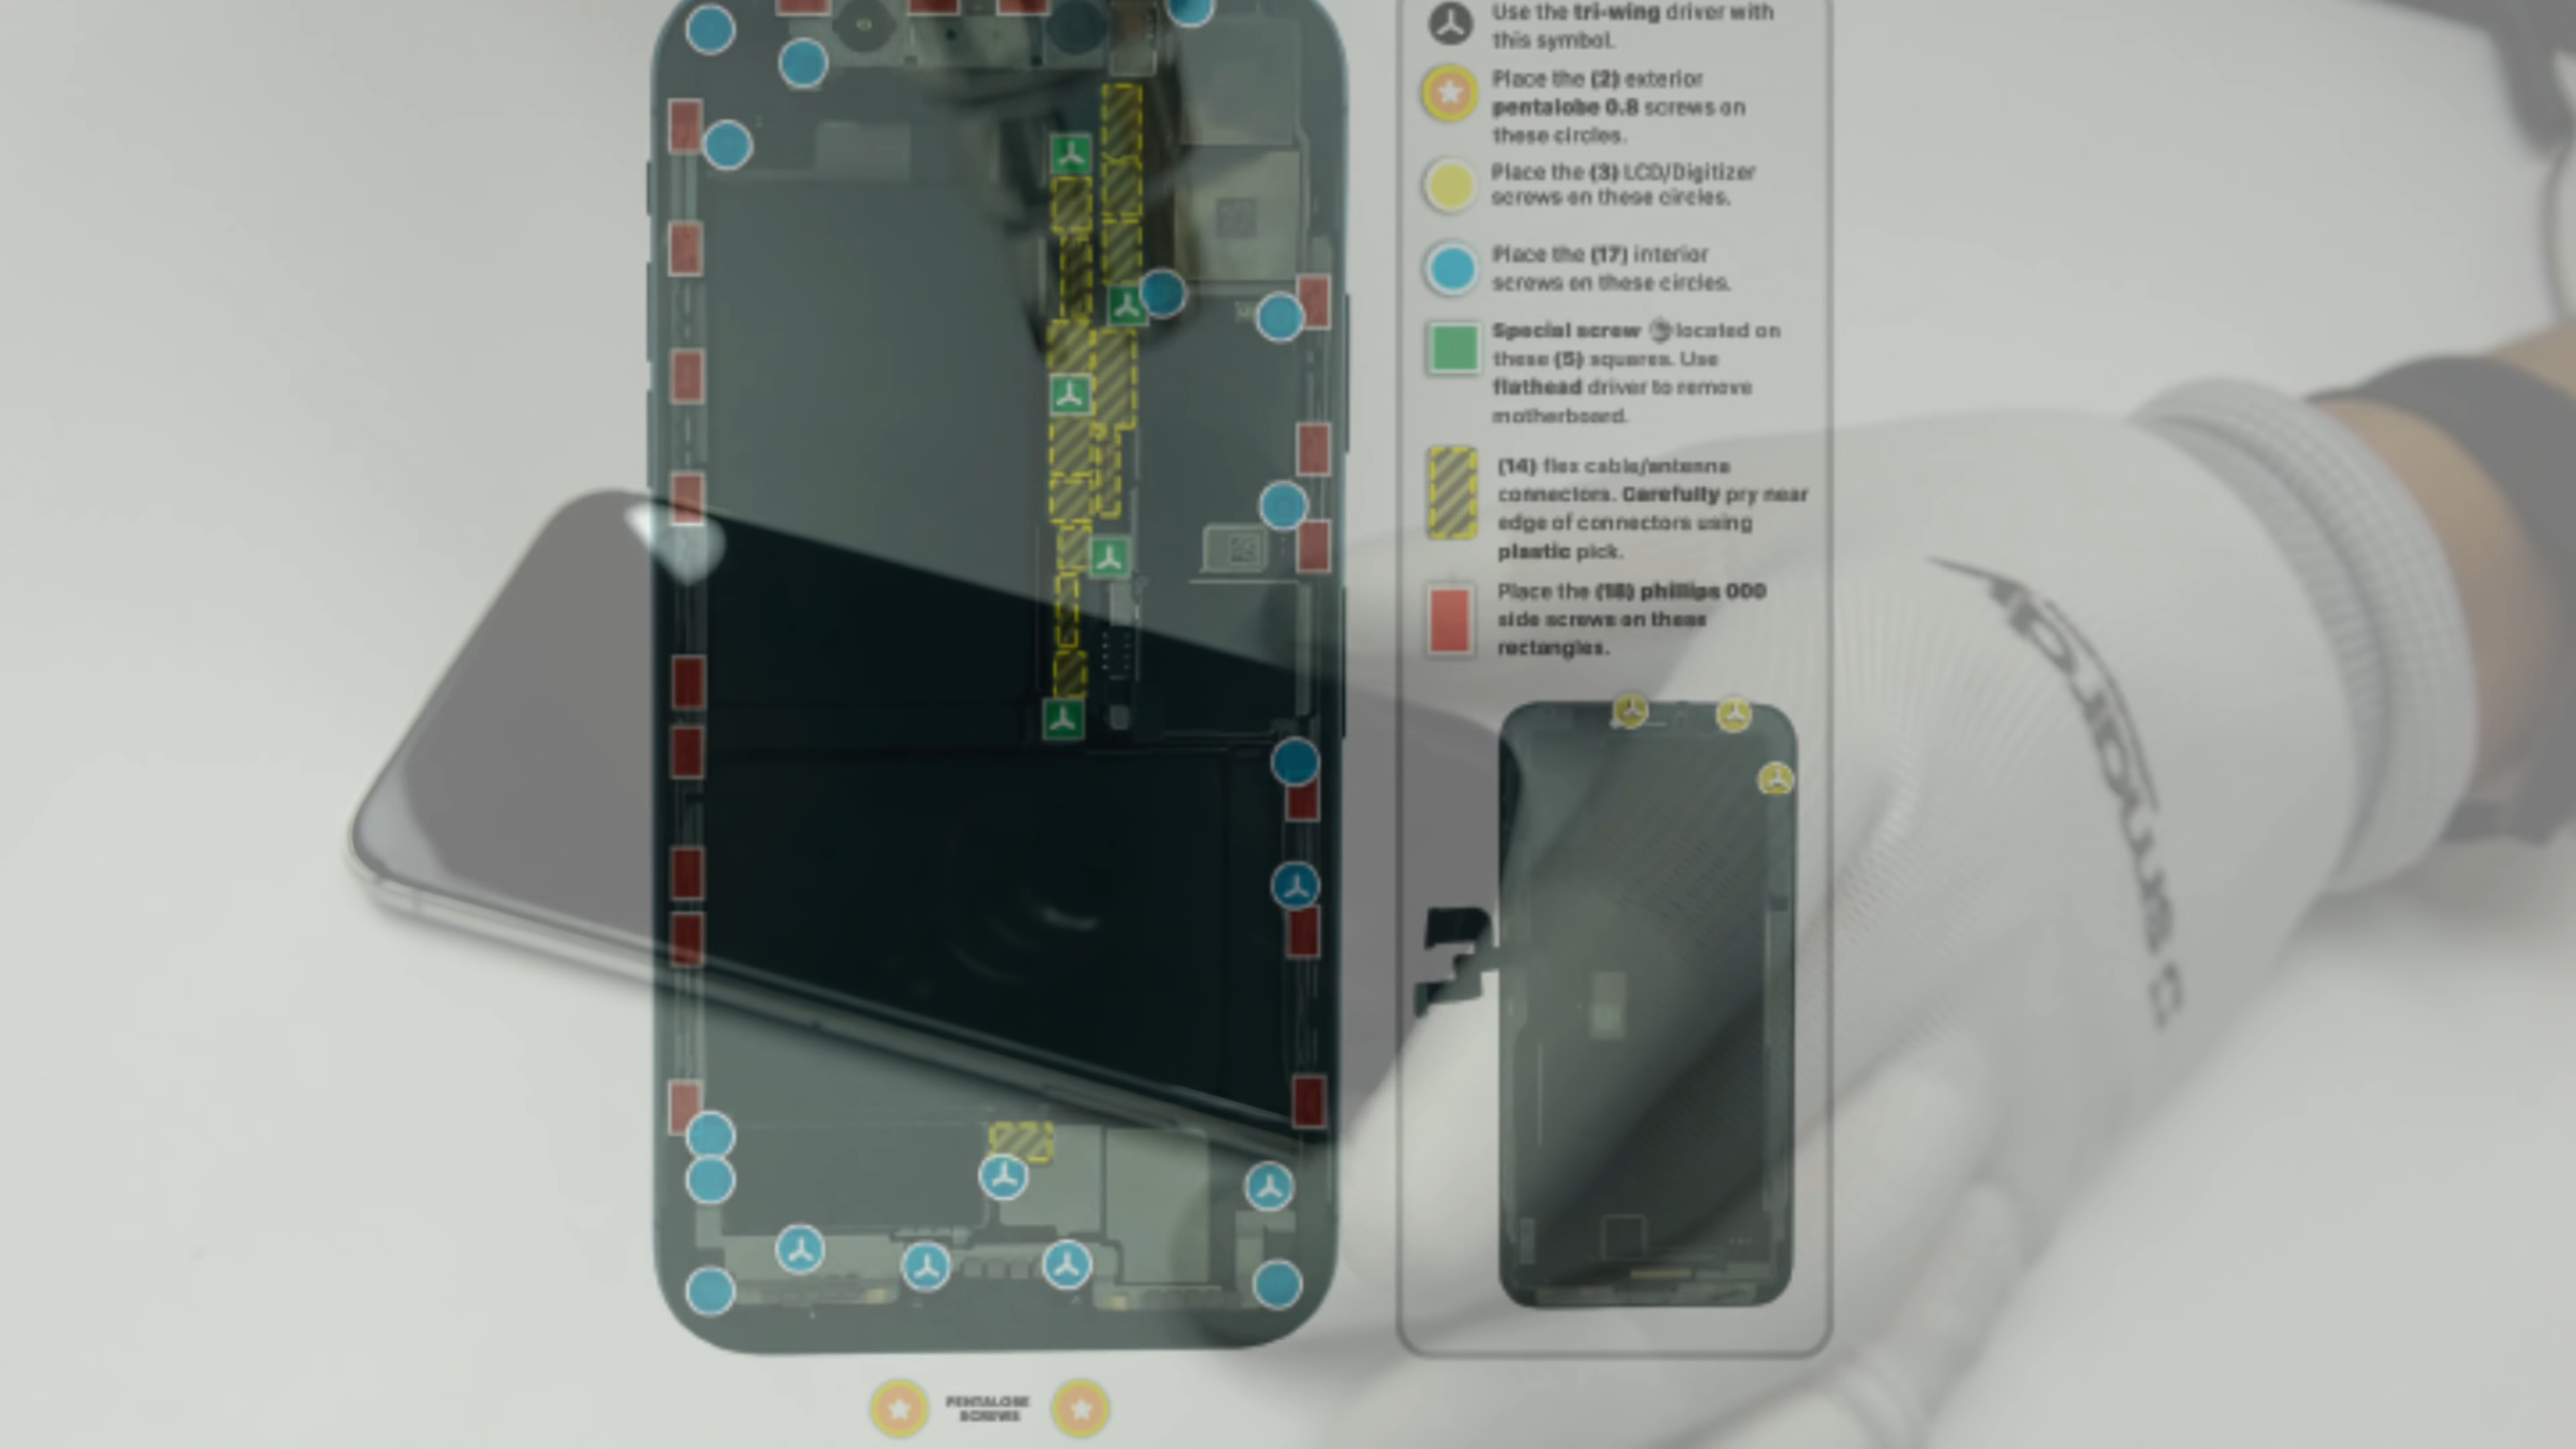 Use the tri-wing driver with
this symbol.
Place the (2) exterior
pentalobe 0.8 screws on
these circles.
Place the (3) LCD/Digitizer
screws on these circles.
Place the (17) interior
screws on these circles.
Special screw located on
these (5) squares. Use
flathead driver to remove
motherboard.
(14) flex cable/antenna
connectors. Carefully pry near
edge of connectors using
plastic pick.
Place the (18) phillips 000
side screws on these
rectangles.
PENTALOBE
SCREWS